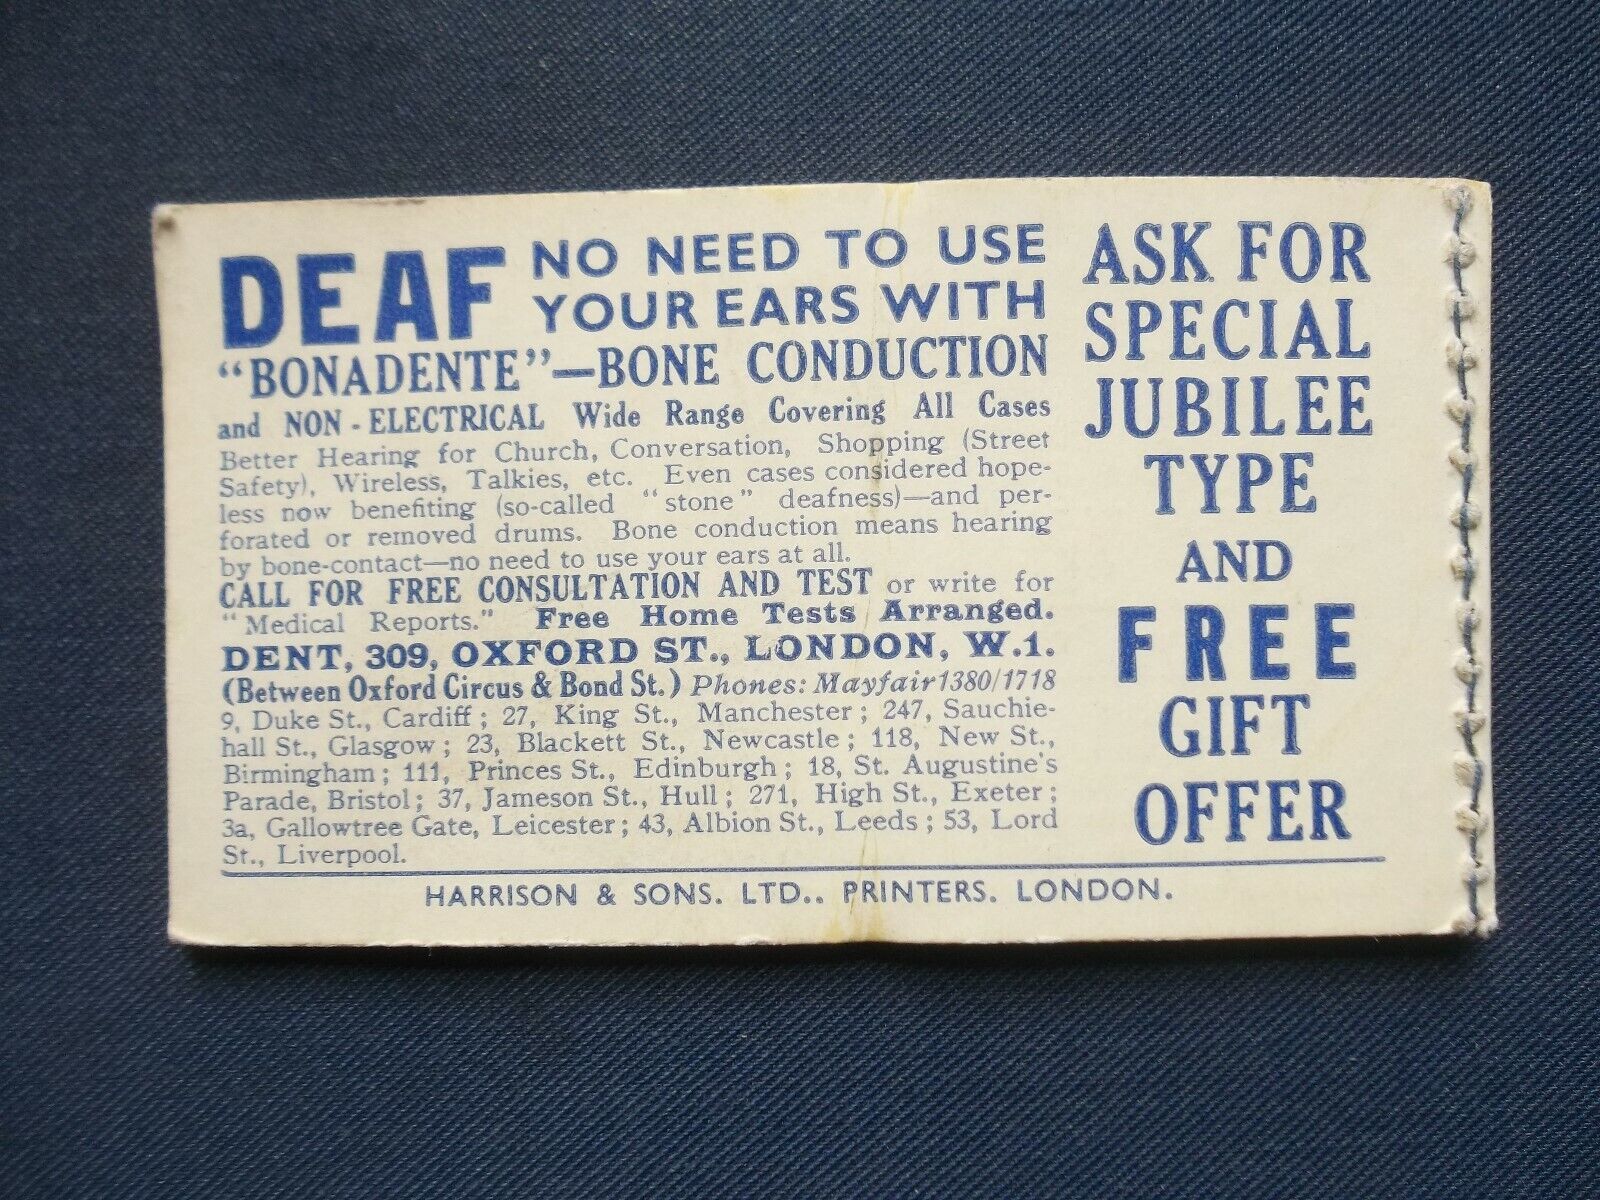 DEAF NO NEED TO USE
YOUR EARS WITH
"BONADENTE"—BONE CONDUCTION
and NON-ELECTRICAL Wide Range Covering All Cases
Better Hearing for Church, Conversation, Shopping (Street
Safety), Wireless, Talkies, etc. Even cases considered hope-
less now benefiting (so-called "stone" deafness)—and per-
forated or removed drums. Bone conduction means hearing
by bone-contact—no need to use your ears at all.
CALL FOR FREE CONSULTATION AND TEST or write for
"Medical Reports." Free Home Tests Arranged.
DENT, 309, OXFORD ST., LONDON, W.1.
(Between Oxford Circus & Bond St.) Phones: Mayfair 1380/1718
9, Duke St., Cardiff; 27, King St., Manchester; 247, Sauchie-
hall St., Glasgow; 23, Blackett St., Newcastle; 118, New St.,
Birmingham; 111, Princes St., Edinburgh; 18, St. Augustine's
Parade, Bristol; 37, Jameson St., Hull; 271, High St., Exeter;
3a, Gallowtree Gate, Leicester; 43, Albion St., Leeds; 53, Lord
St., Liverpool.
ASK FOR
SPECIAL
JUBILEE
TYPE
AND
FREE
GIFT
OFFER
HARRISON & SONS. LTD.. PRINTERS. LONDON.